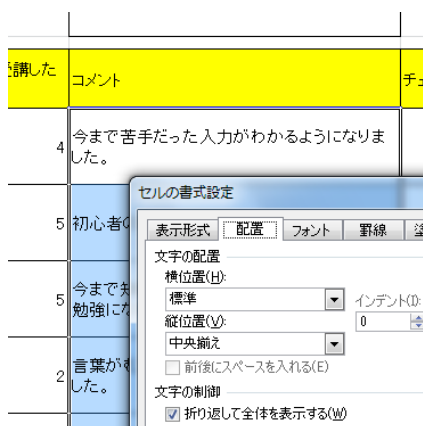 受講した コメント チェ
4 今まで苦手だった入力がわかるようになりま
した。
セルの書式設定
5 初心者の
表示形式 配置 フォント 罫線 塗
文字の配置
横位置(H):
5 今まで知
標準 インデント(I):
勉強にな
縦位置(V): 0
中央揃え
前後にスペースを入れる(E)
2 言葉が
した。
文字の制御
折り返して全体を表示する(W)